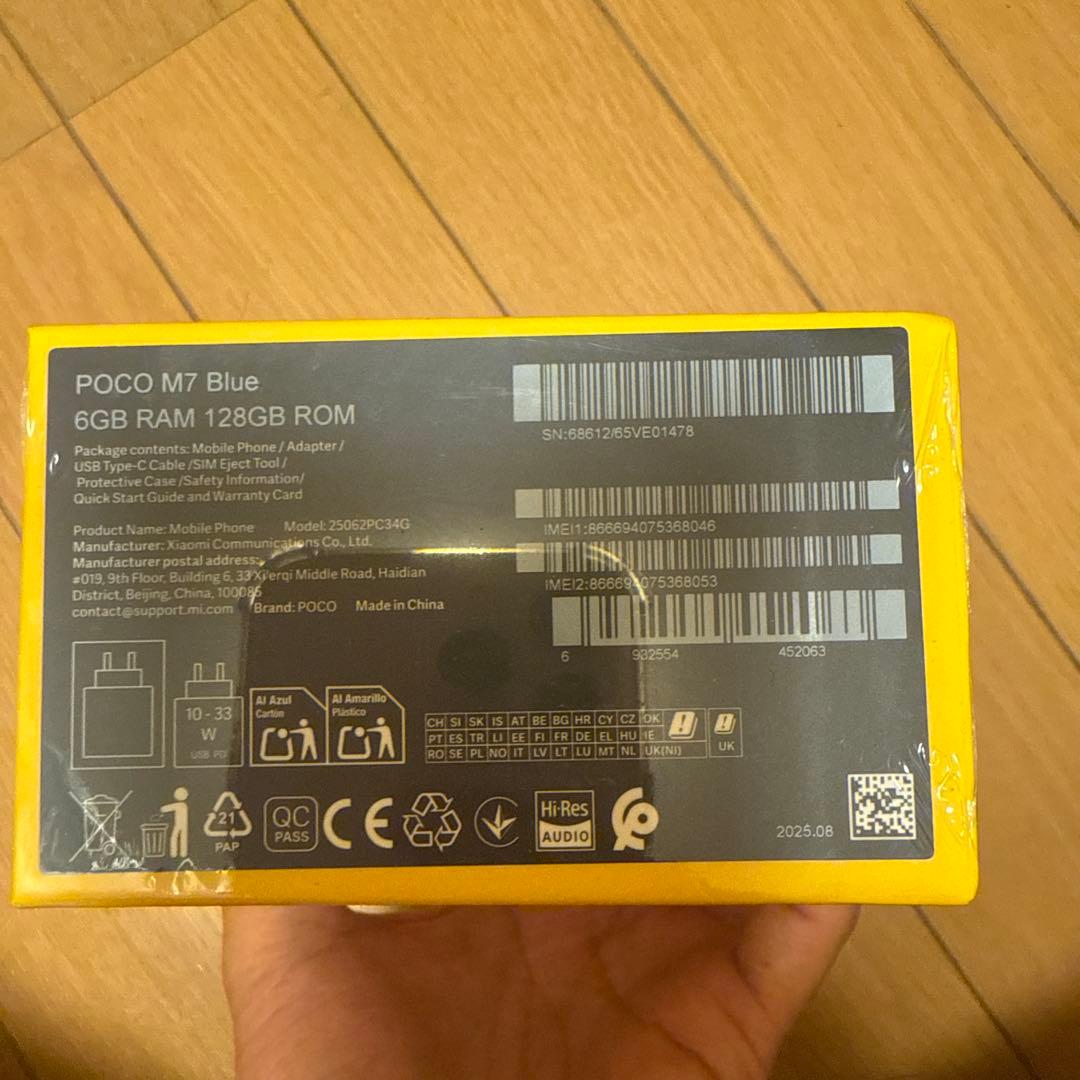 POCO M7 Blue
6GB RAM 128GB ROM
Package contents: Mobile Phone / Adapter /
USB Type-C Cable /SIM Eject Tool /
Protective Case /Safety Information/
Quick Start Guide and Warranty Card
Product Name: Mobile Phone Model: 25062PC34G
Manufacturer: Xiaomi Communications Co., Ltd.
Manufacturer postal address:
#019, 9th Floor, Building 6, 33 Xi'erqi Middle Road, Haidian
District, Beijing, China, 100085
contact@support.mi.com Brand: POCO Made in China
SN:68612/65VE01478
IMEI1:866694075368046
IMEI2:866694075368053
6 932554 452063
10 - 33
W
USB PD
Al Azul
Cartón
Al Amarillo
Plástico
CH SI SK IS AT BE BG HR CY CZ DK
PT ES TR LI EE FI FR DE EL HU IE
RO SE PL NO IT LV LT LU MT NL UK(NI)
UK
21
PAP
QC
PASS
CE
Hi-Res
AUDIO
2025.08